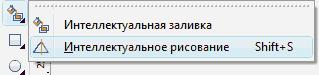 Интеллектуальная заливка
Интеллектуальное рисование Shift+S